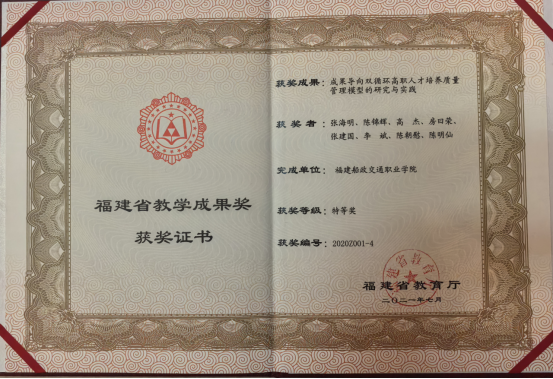 福建省教学成果奖
获奖证书
获奖成果：成果导向双循环高职人才培养质量
管理模型的研究与实践
获奖者：张海明、陈锦辉、高 杰、房曰荣、
张建国、李 斌、陈朝慰、陈明仙
完成单位：福建船政交通职业学院
获奖等级：特等奖
获奖编号：2020Z001-4
福建省教育厅
二〇二一年七月